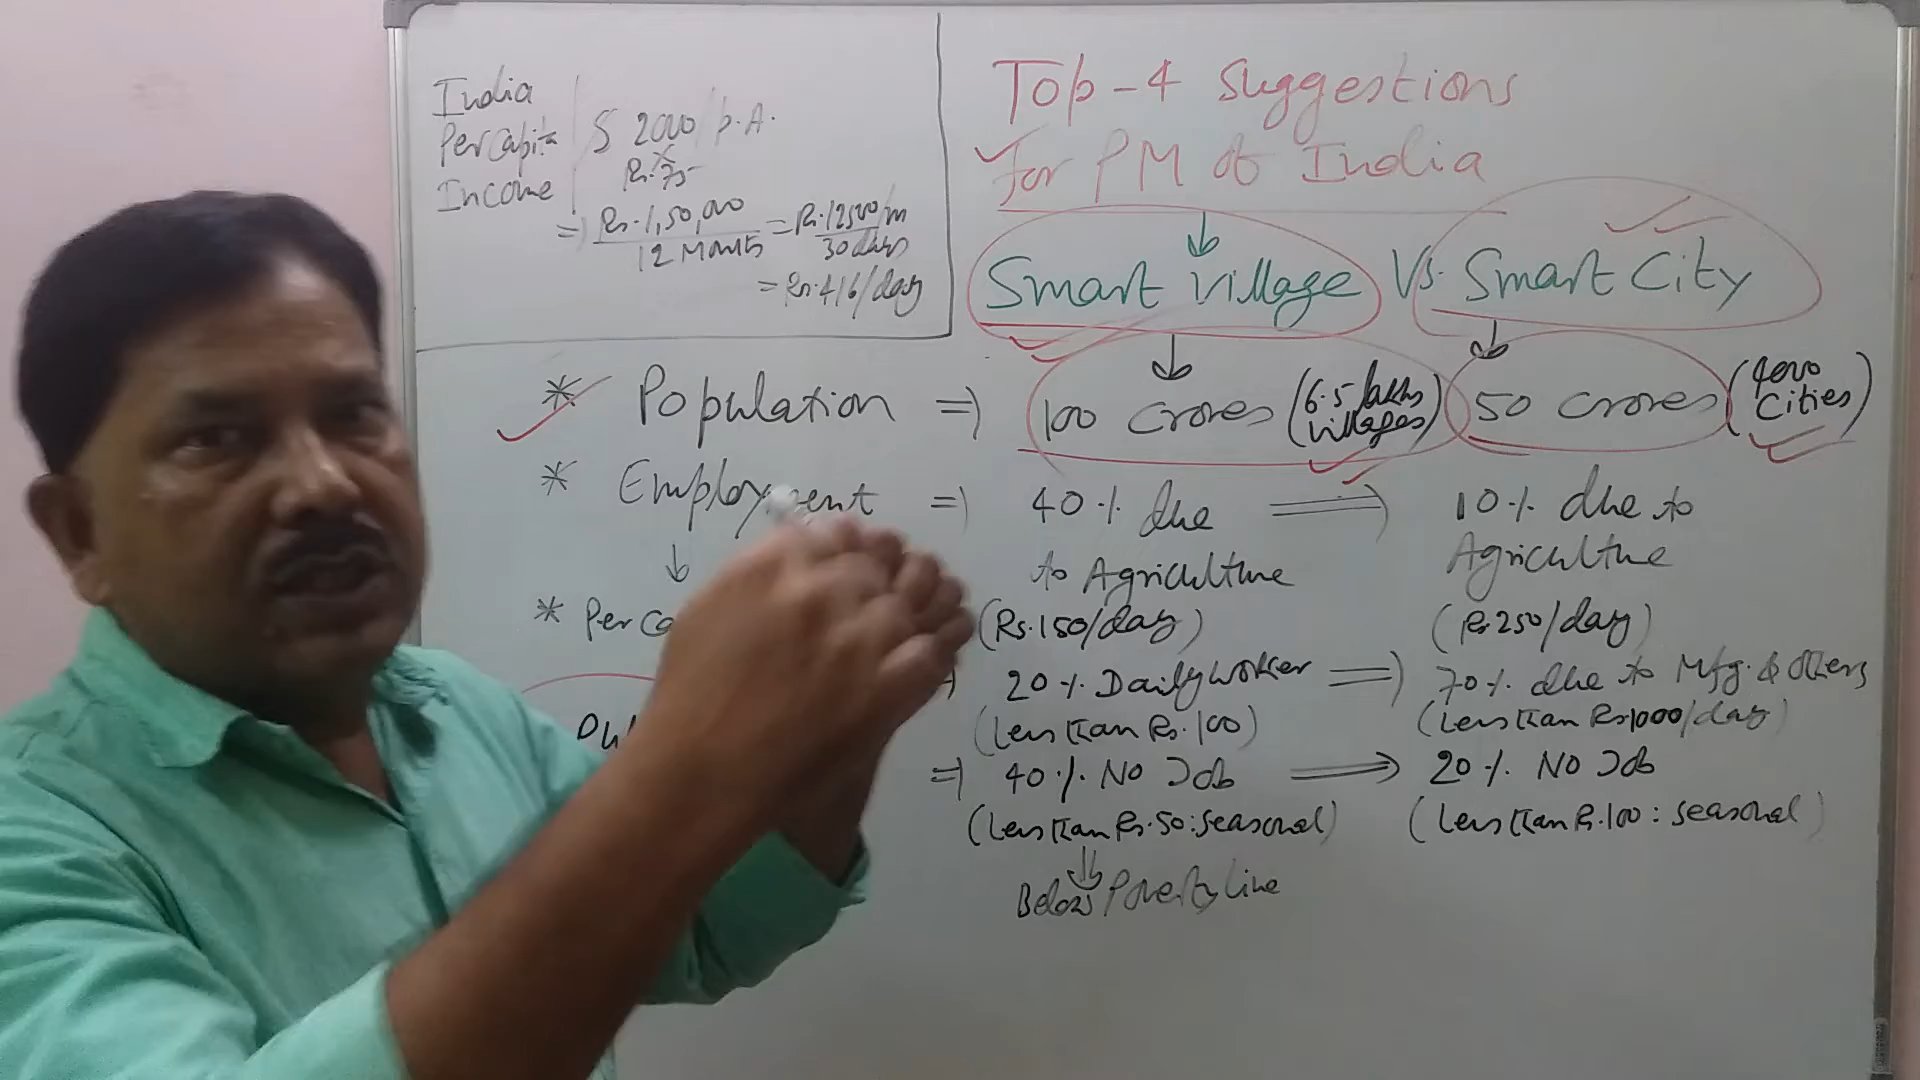 India
Per Capita
Income
$ 2000 / P.A.
x
Rs. 75
=) Rs. 1,50,000 = Rs. 12500/m
12 Months 30 days
= Rs. 416/day
Top-4 Suggestions
for PM of India
Smart Village Vs. Smart City
* Population =) 100 crores (6.5 lakhs villages) 50 crores (4000 Cities)
* Employment =) 40% due to Agriculture 10% due to Agriculture
* Per Ca
(Rs.150/day) (Rs 250/day)
20% Daily worker =) 70% due to Mfg. & others
(Less than Rs. 100) (Less than Rs 1000/day)
=) 40% No Job 20% No Job
(Less than Rs. 50: seasonal) (Less than Rs. 100: seasonal)
Below Poverty line